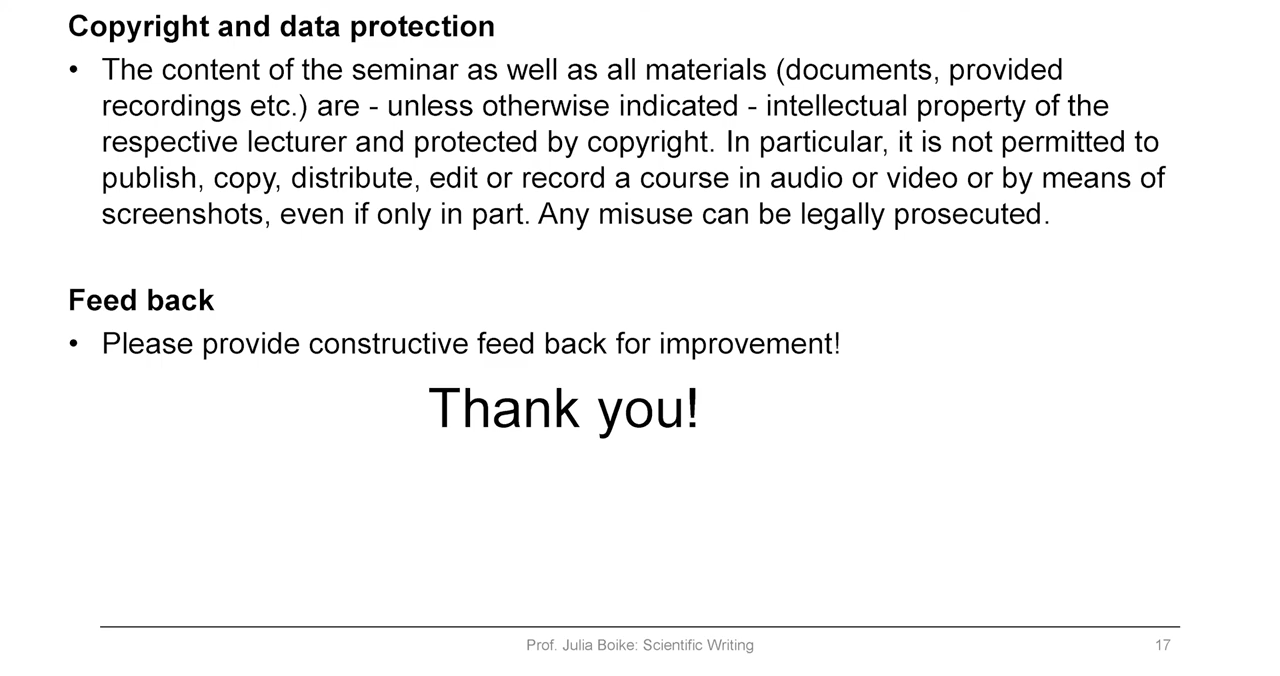 Copyright and data protection
• The content of the seminar as well as all materials (documents, provided
recordings etc.) are - unless otherwise indicated - intellectual property of the
respective lecturer and protected by copyright. In particular, it is not permitted to
publish, copy, distribute, edit or record a course in audio or video or by means of
screenshots, even if only in part. Any misuse can be legally prosecuted.
Feed back
• Please provide constructive feed back for improvement!
Thank you!
Prof. Julia Boike: Scientific Writing
17